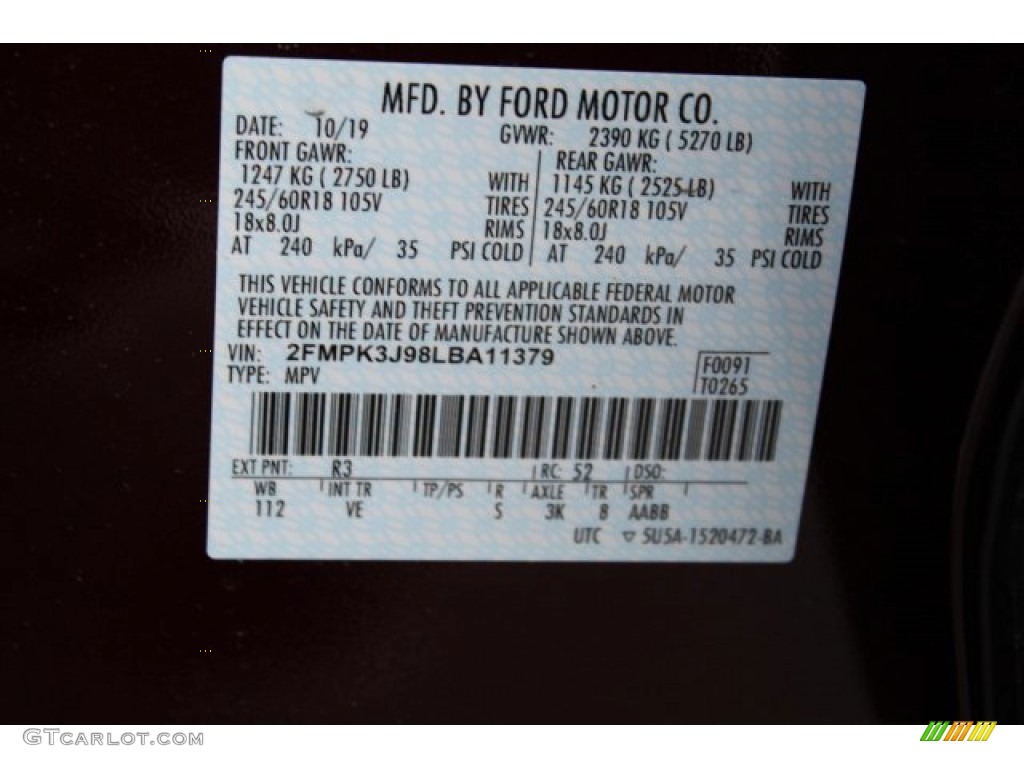 MFD. BY FORD MOTOR CO.
DATE: 10/19 GVWR: 2390 KG ( 5270 LB)
FRONT GAWR: REAR GAWR:
1247 KG ( 2750 LB) WITH 1145 KG ( 2525 LB) WITH
245/60R18 105V TIRES 245/60R18 105V TIRES
18x8.0J RIMS 18x8.0J RIMS
AT 240 kPa/ 35 PSI COLD AT 240 kPa/ 35 PSI COLD
THIS VEHICLE CONFORMS TO ALL APPLICABLE FEDERAL MOTOR
VEHICLE SAFETY AND THEFT PREVENTION STANDARDS IN
EFFECT ON THE DATE OF MANUFACTURE SHOWN ABOVE.
VIN: 2FMPK3J98LBA11379 F0091
TYPE: MPV T0265
EXT PNT: R3 RC: 52 DSO:
WB INT TR TP/PS R AXLE TR SPR
112 VE S 3K 8 AABB
UTC ▽ 5U5A-1520472-BA
GTCARLOT.COM